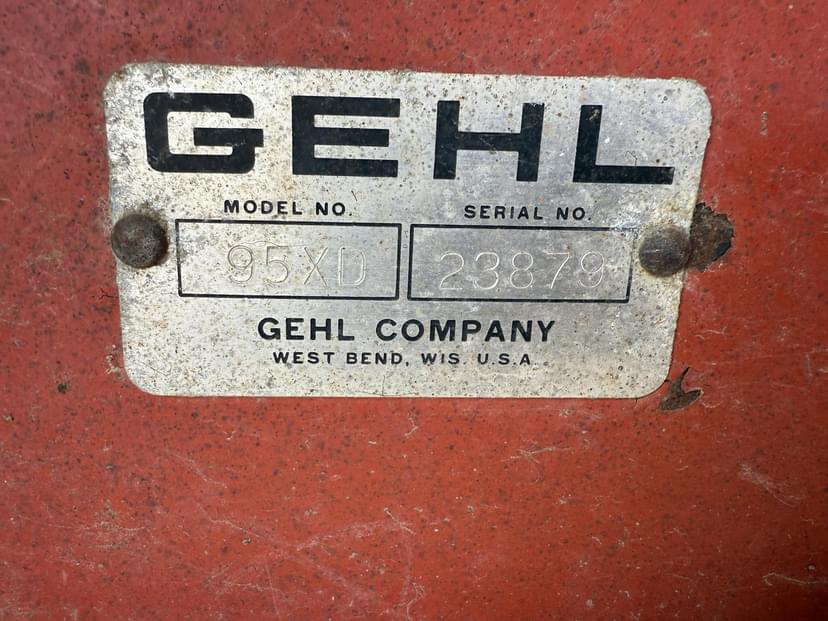 GEHL
MODEL NO. SERIAL NO.
95XD 23879
GEHL COMPANY
WEST BEND, WIS. U.S.A.